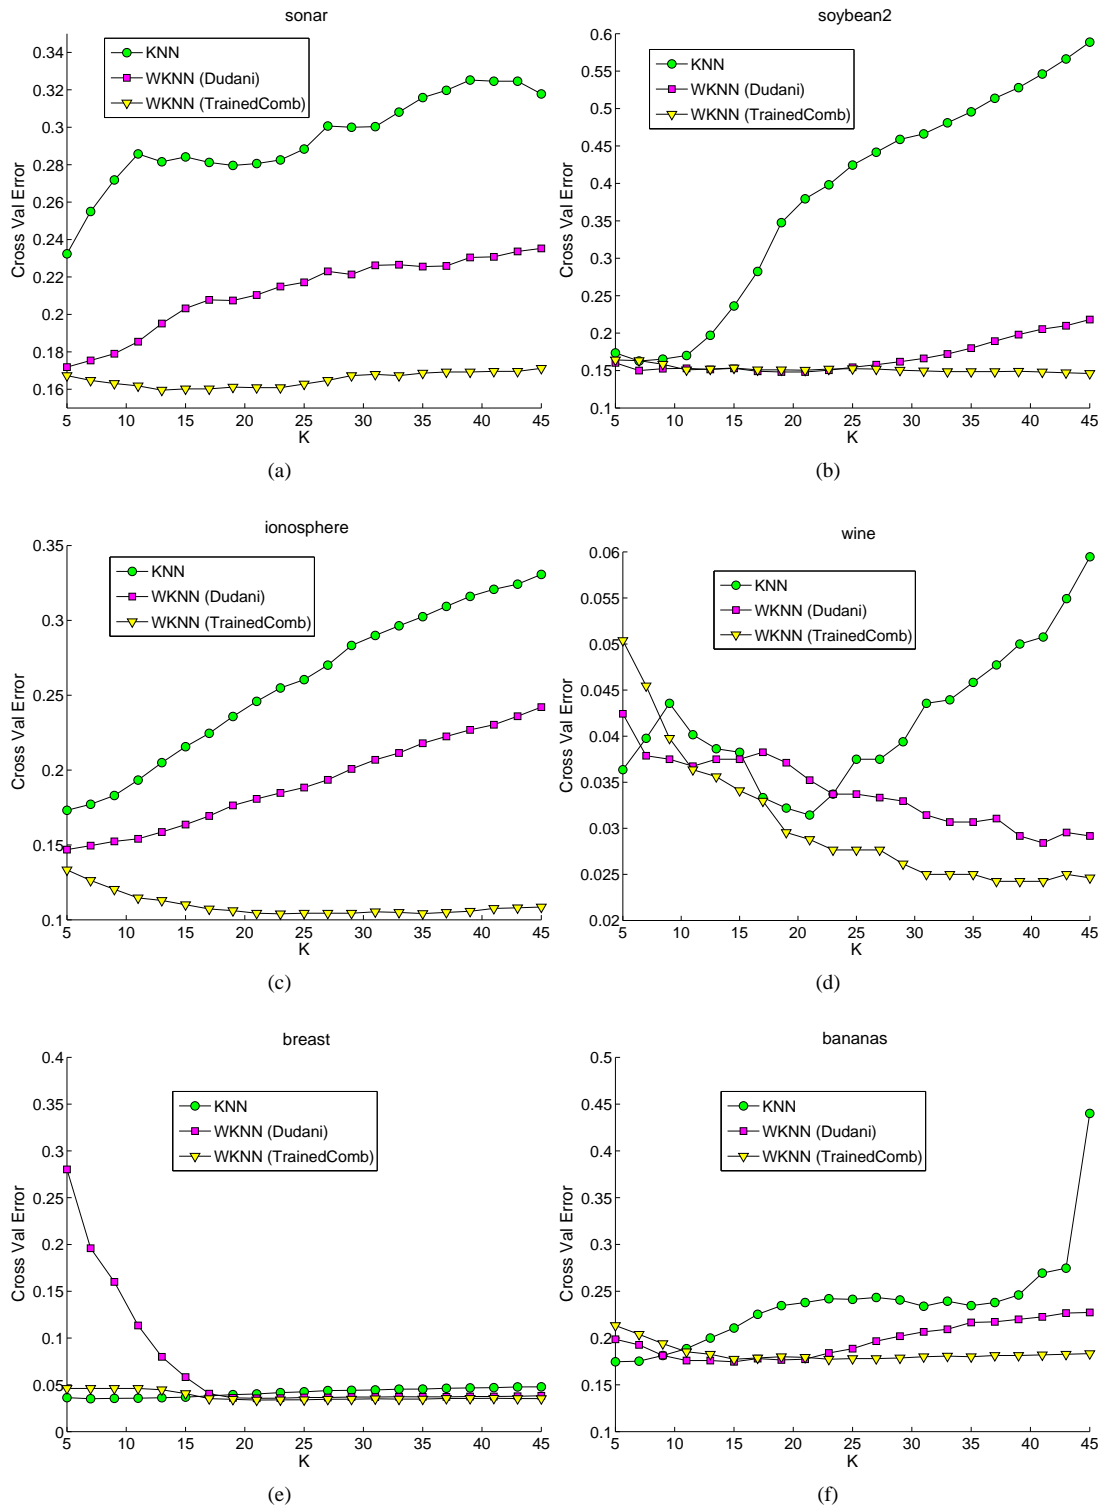 sonar
0.34
0.32
0.3
0.28
0.26
0.24
0.22
0.2
0.18
0.16
Cross Val Error
KNN
WKNN (Dudani)
WKNN (TrainedComb)
5 10 15 20 25 30 35 40 45
K
(a)
soybean2
0.6
0.55
0.5
0.45
0.4
0.35
0.3
0.25
0.2
0.15
0.1
Cross Val Error
KNN
WKNN (Dudani)
WKNN (TrainedComb)
5 10 15 20 25 30 35 40 45
K
(b)
ionosphere
0.35
0.3
0.25
0.2
0.15
0.1
Cross Val Error
KNN
WKNN (Dudani)
WKNN (TrainedComb)
5 10 15 20 25 30 35 40 45
K
(c)
wine
0.06
0.055
0.05
0.045
0.04
0.035
0.03
0.025
0.02
Cross Val Error
KNN
WKNN (Dudani)
WKNN (TrainedComb)
5 10 15 20 25 30 35 40 45
K
(d)
breast
0.4
0.35
0.3
0.25
0.2
0.15
0.1
0.05
0
Cross Val Error
KNN
WKNN (Dudani)
WKNN (TrainedComb)
5 10 15 20 25 30 35 40 45
K
(e)
bananas
0.5
0.45
0.4
0.35
0.3
0.25
0.2
0.15
0.1
Cross Val Error
KNN
WKNN (Dudani)
WKNN (TrainedComb)
5 10 15 20 25 30 35 40 45
K
(f)